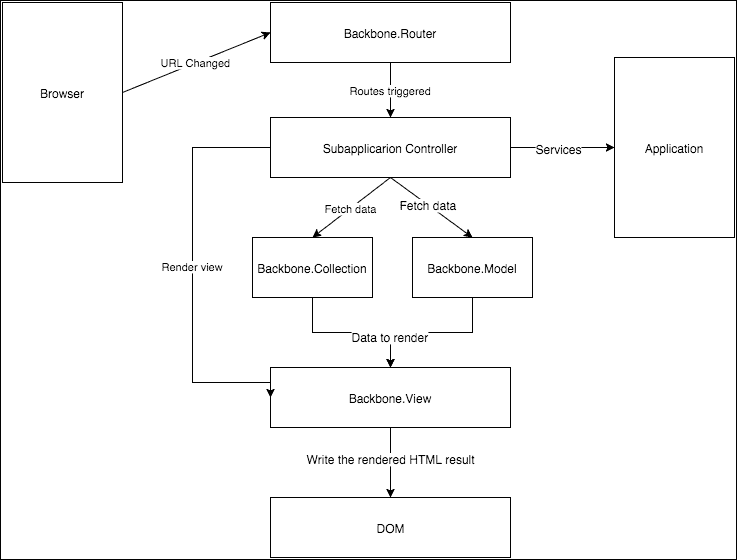 Backbone.Router
URL Changed
Browser
Routes triggered
Subapplicarion Controller
Services
Application
Fetch data
Fetch data
Render view
Backbone.Collection
Backbone.Model
Data to render
Backbone.View
Write the rendered HTML result
DOM